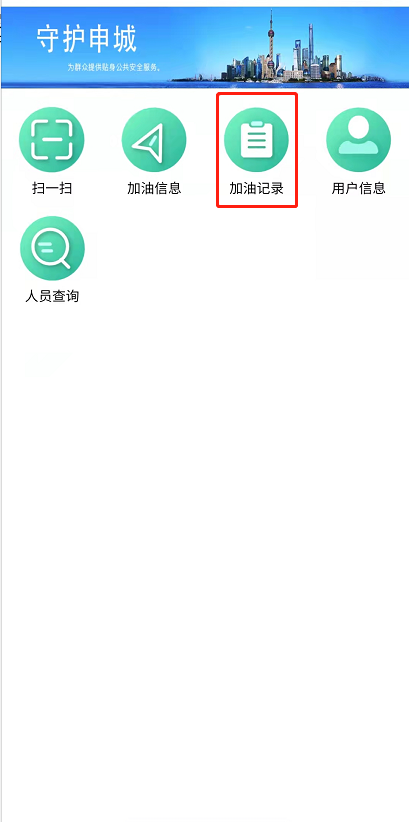 守护申城
为群众提供贴身公共安全服务。
扫一扫
加油信息
加油记录
用户信息
人员查询